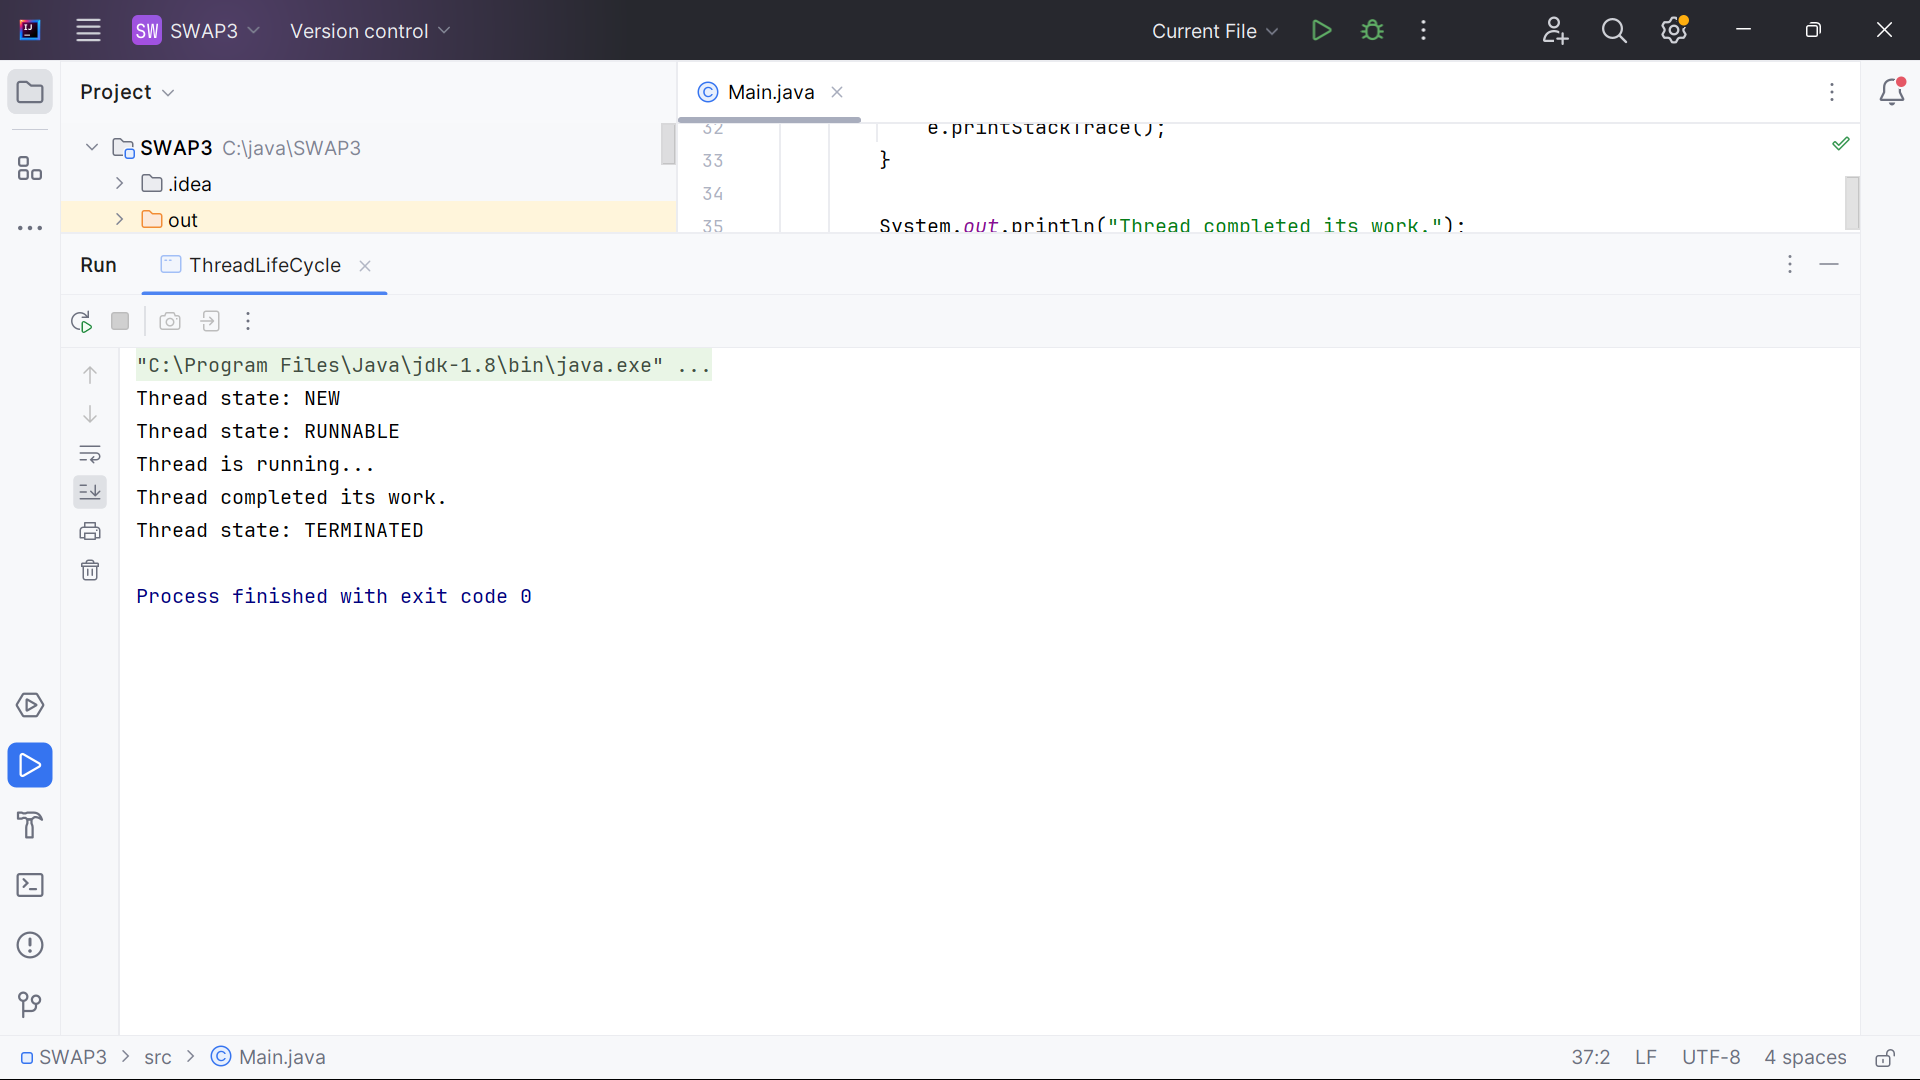 SW SWAP3 Version control Current File
Project
Main.java
SWAP3 C:\java\SWAP3
.idea
out
32 e.printStackTrace();
33 }
34
35 System.out.println("Thread completed its work.");
Run ThreadLifeCycle
"C:\Program Files\Java\jdk-1.8\bin\java.exe" ...
Thread state: NEW
Thread state: RUNNABLE
Thread is running...
Thread completed its work.
Thread state: TERMINATED
Process finished with exit code 0
SWAP3 > src > Main.java 37:2 LF UTF-8 4 spaces